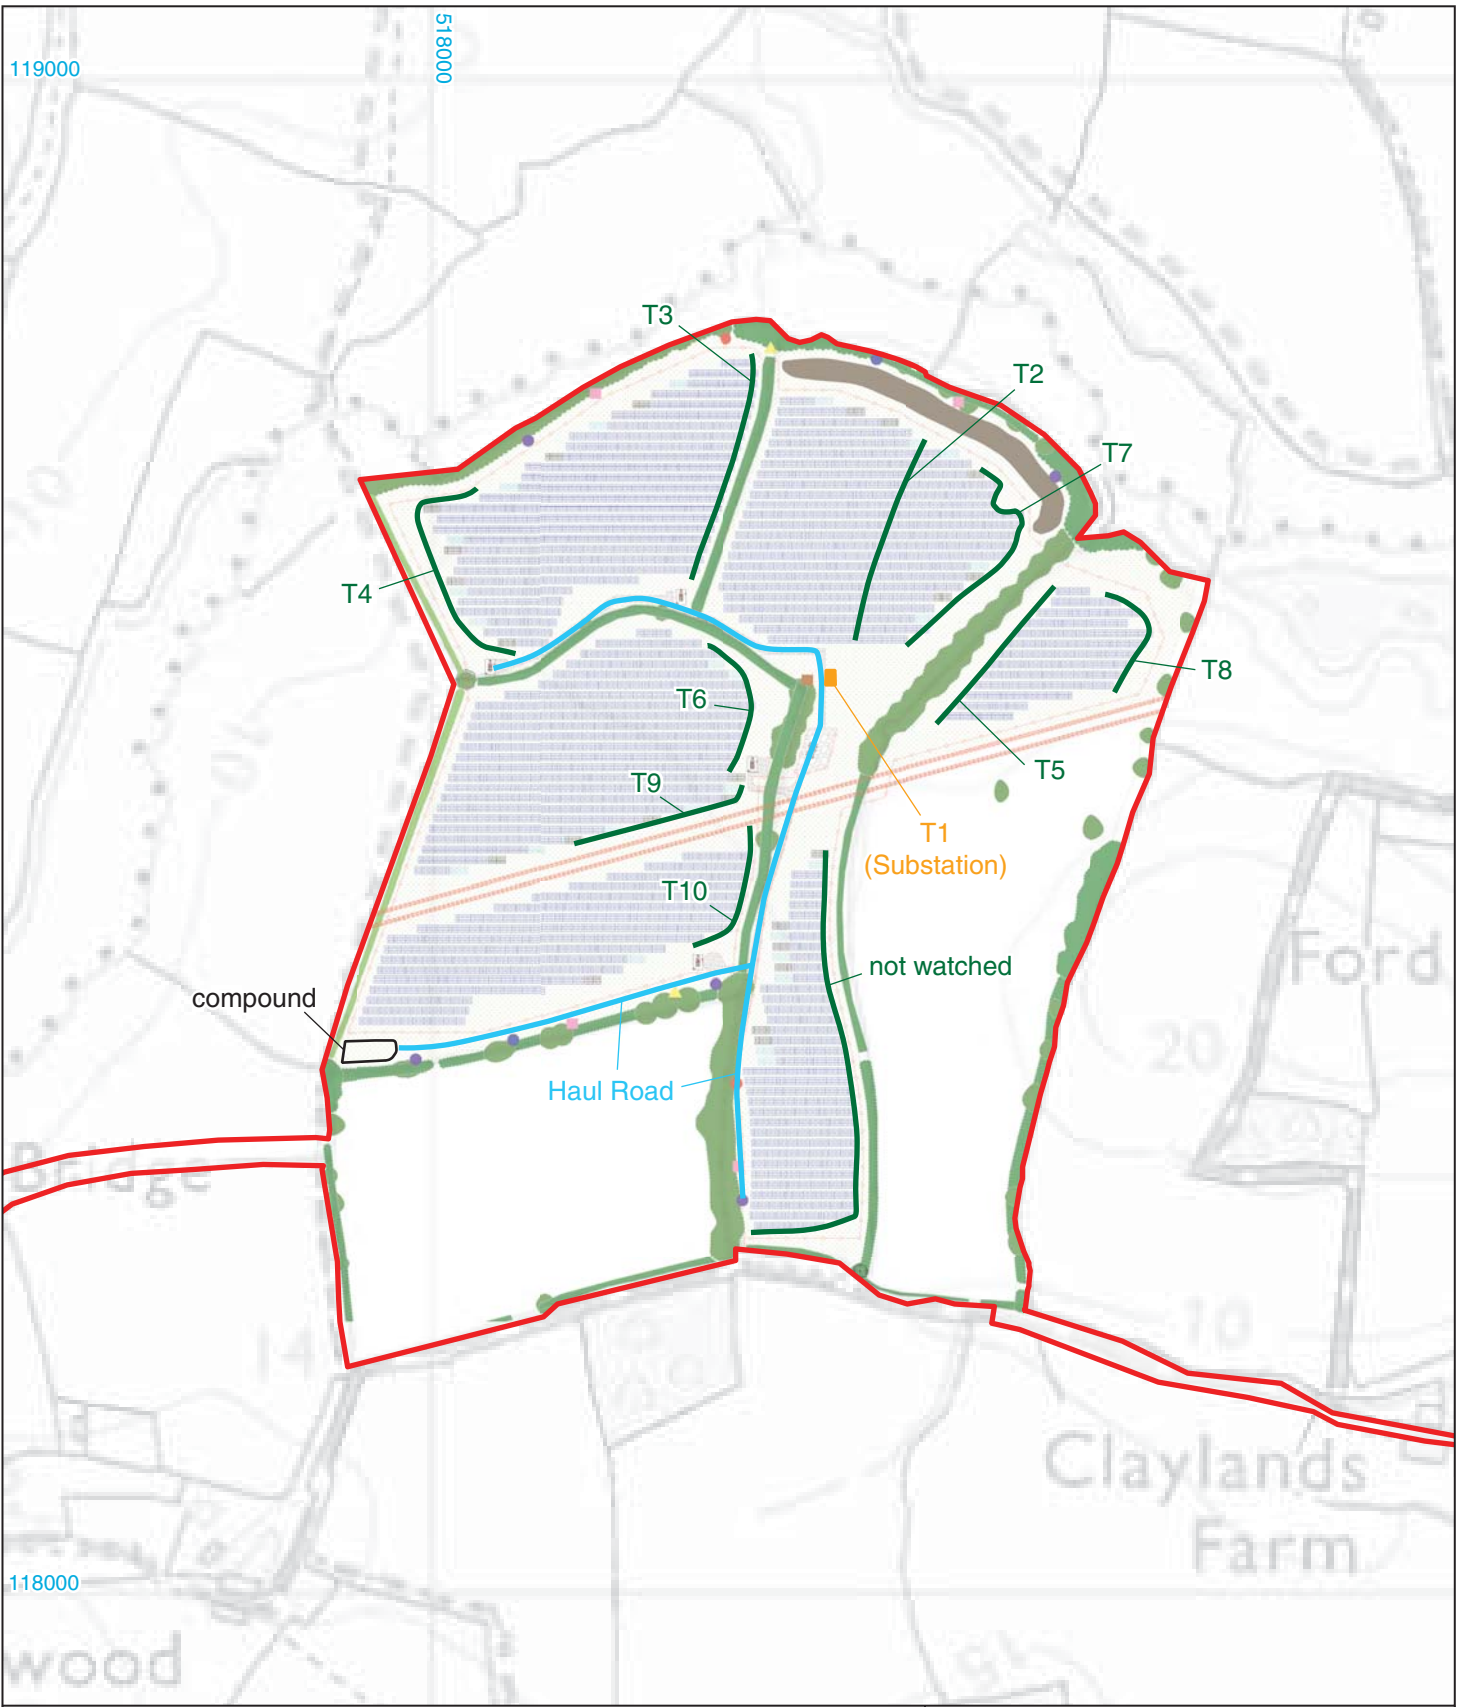 518000
119000
T3
T2
T7
T4
T8
T6
T5
T9
T1
(Substation)
T10
not watched
Ford
compound
20
Haul Road
Bridge
10
14
Claylands
Farm
118000
wood